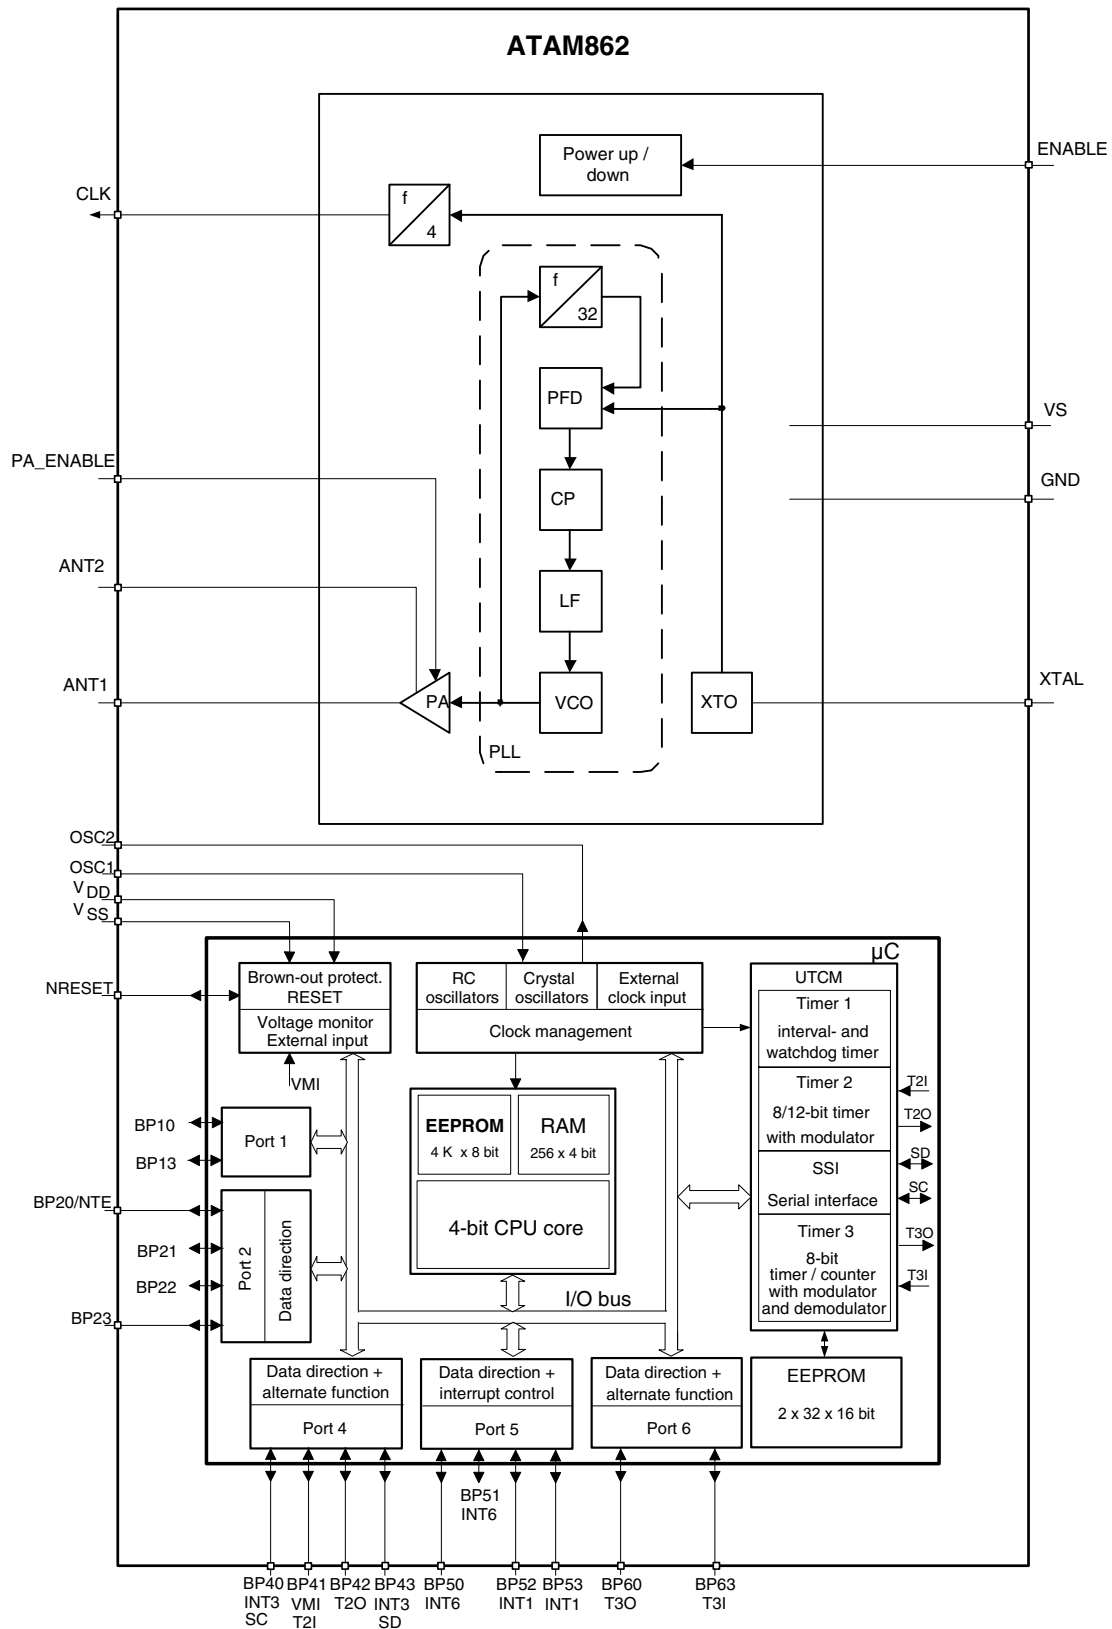 ATAM862
Power up /
down
ENABLE
CLK
f
4
f
32
PFD
VS
PA_ENABLE
GND
CP
ANT2
LF
ANT1
PA
VCO
XTO
XTAL
PLL
OSC2
OSC1
V DD
V SS
µC
NRESET
Brown-out protect.
RESET
Voltage monitor
External input
VMI
RC
oscillators
Crystal
oscillators
External
clock input
Clock management
UTCM
Timer 1
interval- and
watchdog timer
Timer 2
8/12-bit timer
with modulator
SSI
Serial interface
Timer 3
8-bit
timer / counter
with modulator
and demodulator
T2I
T2O
SD
SC
T3O
T3I
EEPROM
4 K x 8 bit
RAM
256 x 4 bit
4-bit CPU core
BP10
Port 1
BP13
BP20/NTE
BP21
BP22
BP23
Port 2
Data direction
I/O bus
Data direction +
alternate function
Port 4
Data direction +
interrupt control
Port 5
Data direction +
alternate function
Port 6
EEPROM
2 x 32 x 16 bit
BP51
INT6
BP40
INT3
SC
BP41
VMI
T2I
BP42
T2O
BP43
INT3
SD
BP50
INT6
BP52
INT1
BP53
INT1
BP60
T3O
BP63
T3I